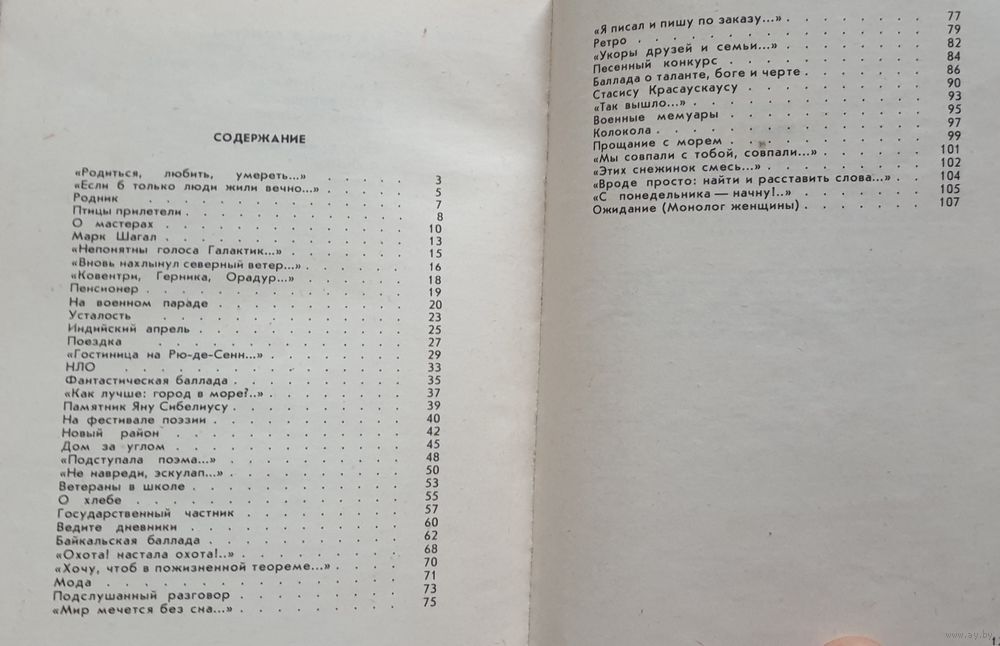 СОДЕРЖАНИЕ
«Родиться, любить, умереть...» . . . . . 3
«Если б только люди жили вечно...» . . . . . 5
Родник . . . . . 7
Птицы прилетели . . . . . 8
О мастерах . . . . . 10
Марк Шагал . . . . . 13
«Непонятны голоса Галактик...» . . . . . 15
«Вновь нахлынул северный ветер...» . . . . . 16
«Ковентри, Герника, Орадур...» . . . . . 18
Пенсионер . . . . . 19
На военном параде . . . . . 20
Усталость . . . . . 23
Индийский апрель . . . . . 25
Поездка . . . . . 27
«Гостиница на Рю-де-Сенн...» . . . . . 29
НЛО . . . . . 33
Фантастическая баллада . . . . . 35
«Как лучше: город в море?..» . . . . . 37
Памятник Яну Сибелиусу . . . . . 39
На фестивале поэзии . . . . . 40
Новый район . . . . . 42
Дом за углом . . . . . 45
«Подступала поэма...» . . . . . 48
«Не навреди, эскулап...» . . . . . 50
Ветераны в школе . . . . . 53
О хлебе . . . . . 55
Государственный частник . . . . . 57
Ведите дневники . . . . . 60
Байкальская баллада . . . . . 62
«Охота! настала охота!..» . . . . . 68
«Хочу, чтоб в пожизненной теореме...» . . . . . 70
Мода . . . . . 71
Подслушанный разговор . . . . . 73
«Мир мечется без сна...» . . . . . 75
«Я писал и пишу по заказу...» . . . . . 77
Ретро . . . . . 79
«Укоры друзей и семьи...» . . . . . 82
Песенный конкурс . . . . . 84
Баллада о таланте, боге и черте . . . . . 86
Стасису Красаускаусу . . . . . 90
«Так вышло...» . . . . . 93
Военные мемуары . . . . . 95
Колокола . . . . . 97
Прощание с морем . . . . . 99
«Мы совпали с тобой, совпали...» . . . . . 101
«Этих снежинок смесь...» . . . . . 102
«Вроде просто: найти и расставить слова...» . . 104
«С понедельника — начну!..» . . . . . 105
Ожидание (Монолог женщины) . . . . . 107
www.ay.by